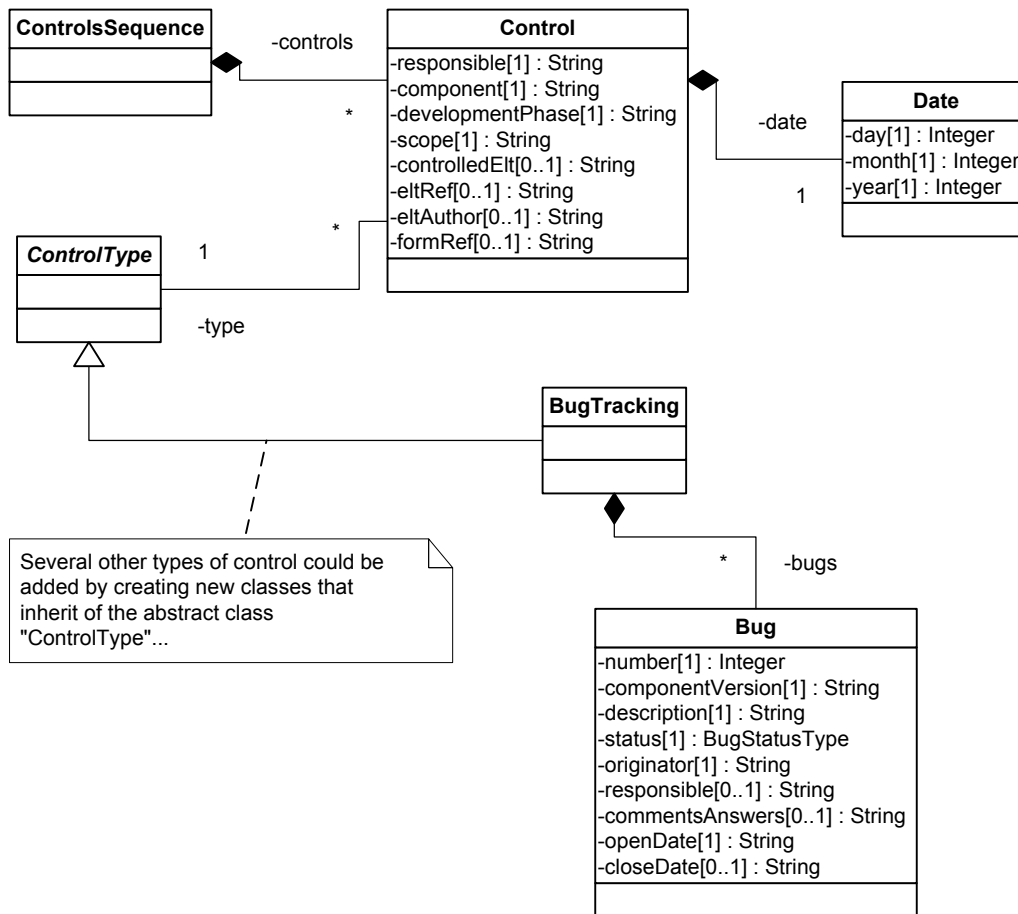 ControlsSequence
-controls
*
Control
-responsible[1] : String
-component[1] : String
-developmentPhase[1] : String
-scope[1] : String
-controlledElt[0..1] : String
-eltRef[0..1] : String
-eltAuthor[0..1] : String
-formRef[0..1] : String
-date
1
Date
-day[1] : Integer
-month[1] : Integer
-year[1] : Integer
ControlType
1
*
-type
BugTracking
Several other types of control could be
added by creating new classes that
inherit of the abstract class
"ControlType"...
*
-bugs
Bug
-number[1] : Integer
-componentVersion[1] : String
-description[1] : String
-status[1] : BugStatusType
-originator[1] : String
-responsible[0..1] : String
-commentsAnswers[0..1] : String
-openDate[1] : String
-closeDate[0..1] : String